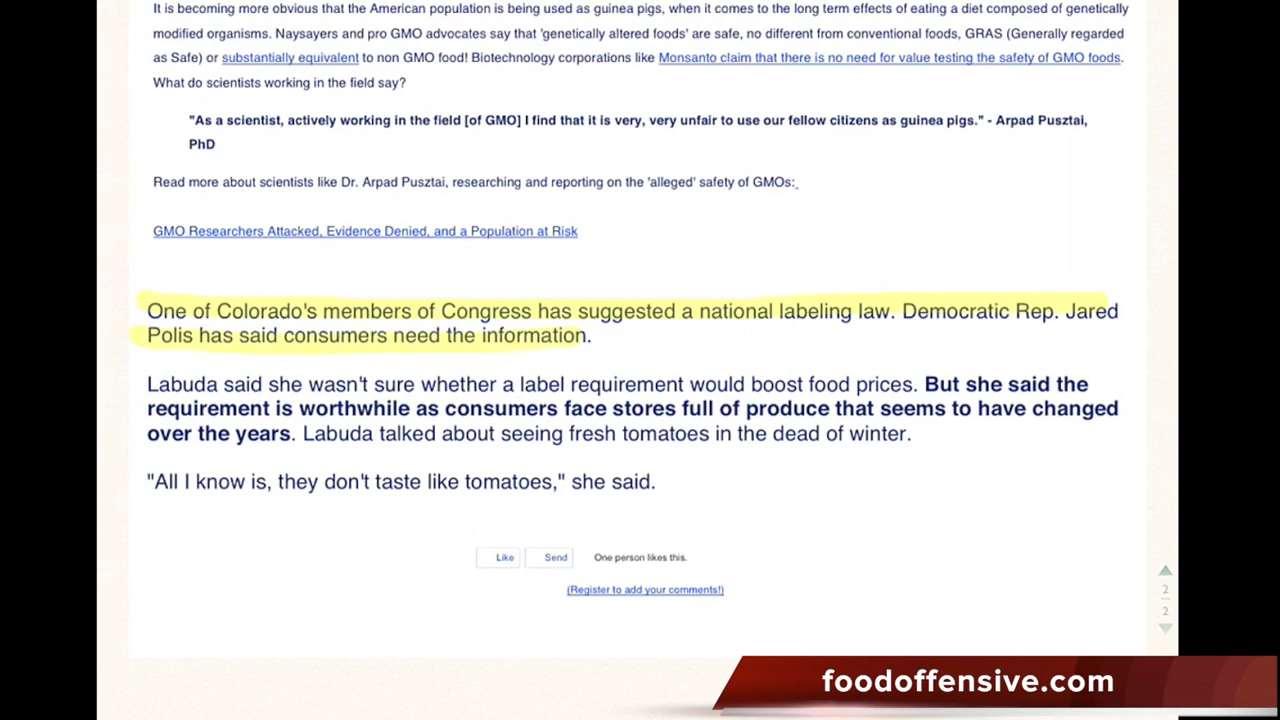 It is becoming more obvious that the American population is being used as guinea pigs, when it comes to the long term effects of eating a diet composed of genetically
modified organisms. Naysayers and pro GMO advocates say that 'genetically altered foods' are safe, no different from conventional foods, GRAS (Generally regarded
as Safe) or substantially equivalent to non GMO food! Biotechnology corporations like Monsanto claim that there is no need for value testing the safety of GMO foods.
What do scientists working in the field say?
"As a scientist, actively working in the field [of GMO] I find that it is very, very unfair to use our fellow citizens as guinea pigs." - Arpad Pusztai,
PhD
Read more about scientists like Dr. Arpad Pusztai, researching and reporting on the 'alleged' safety of GMOs:
GMO Researchers Attacked, Evidence Denied, and a Population at Risk
One of Colorado's members of Congress has suggested a national labeling law. Democratic Rep. Jared
Polis has said consumers need the information.
Labuda said she wasn't sure whether a label requirement would boost food prices. But she said the
requirement is worthwhile as consumers face stores full of produce that seems to have changed
over the years. Labuda talked about seeing fresh tomatoes in the dead of winter.
"All I know is, they don't taste like tomatoes," she said.
Like Send One person likes this.
(Register to add your comments!)
2
2
foodoffensive.com